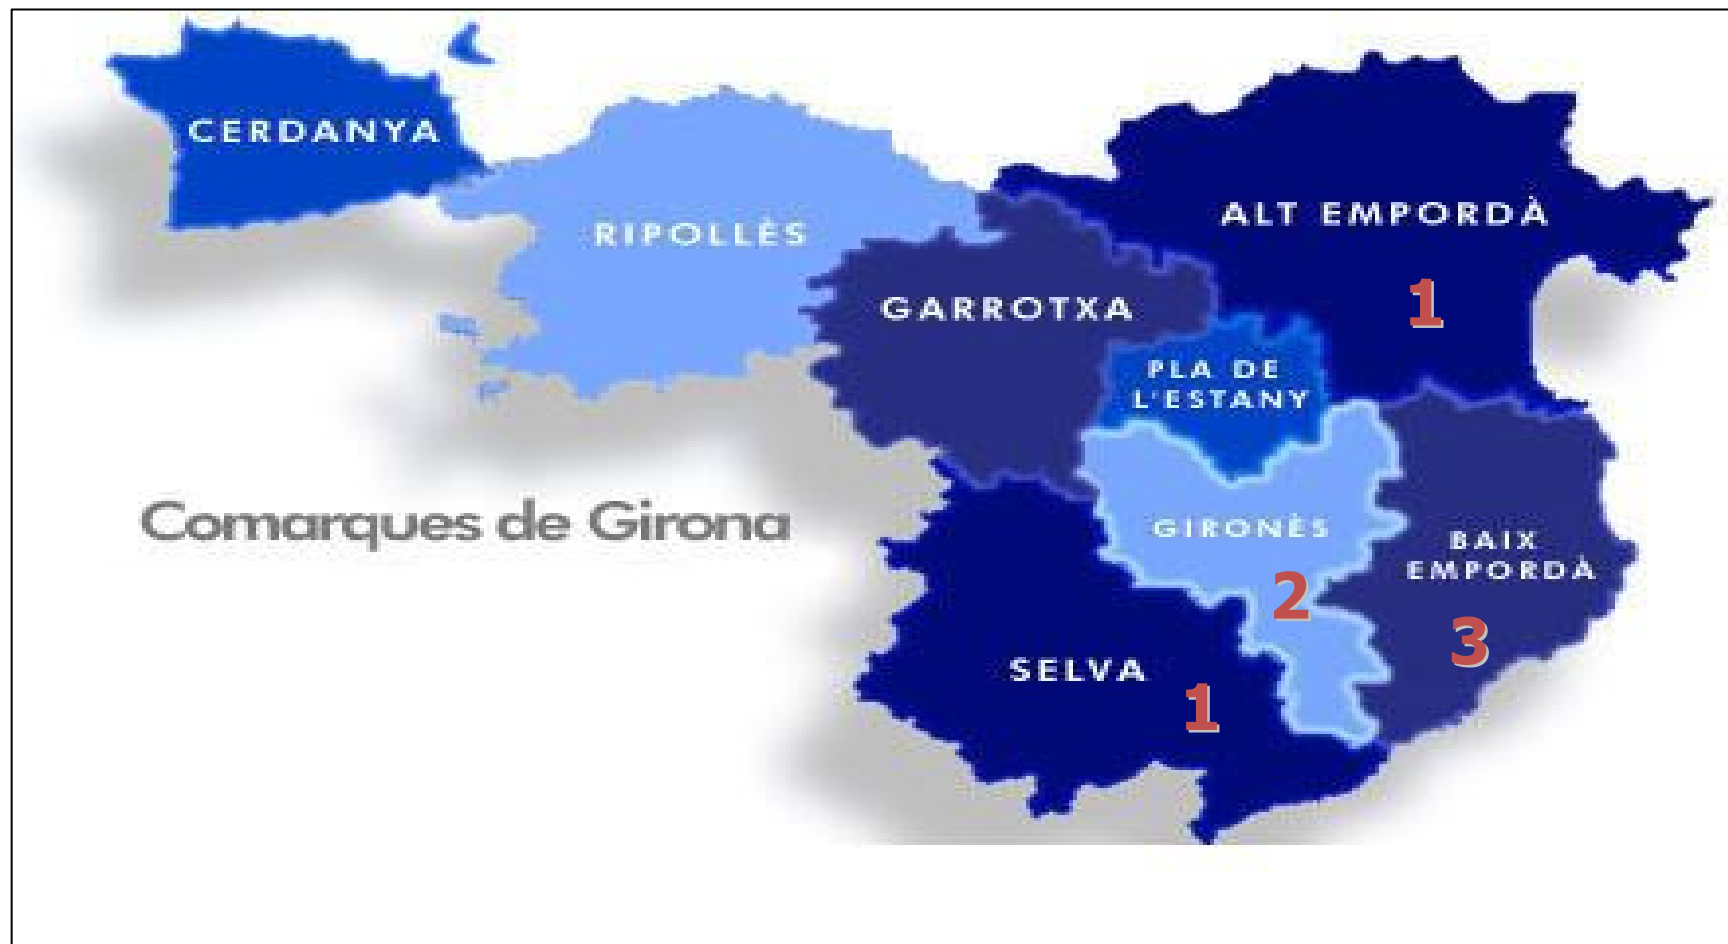 CERDANYA
RIPOLLÈS
ALT EMPORDÀ
1
GARROTXA
PLA DE
L'ESTANY
Comarques de Girona
GIRONÈS
2
BAIX
EMPORDÀ
3
SELVA
1